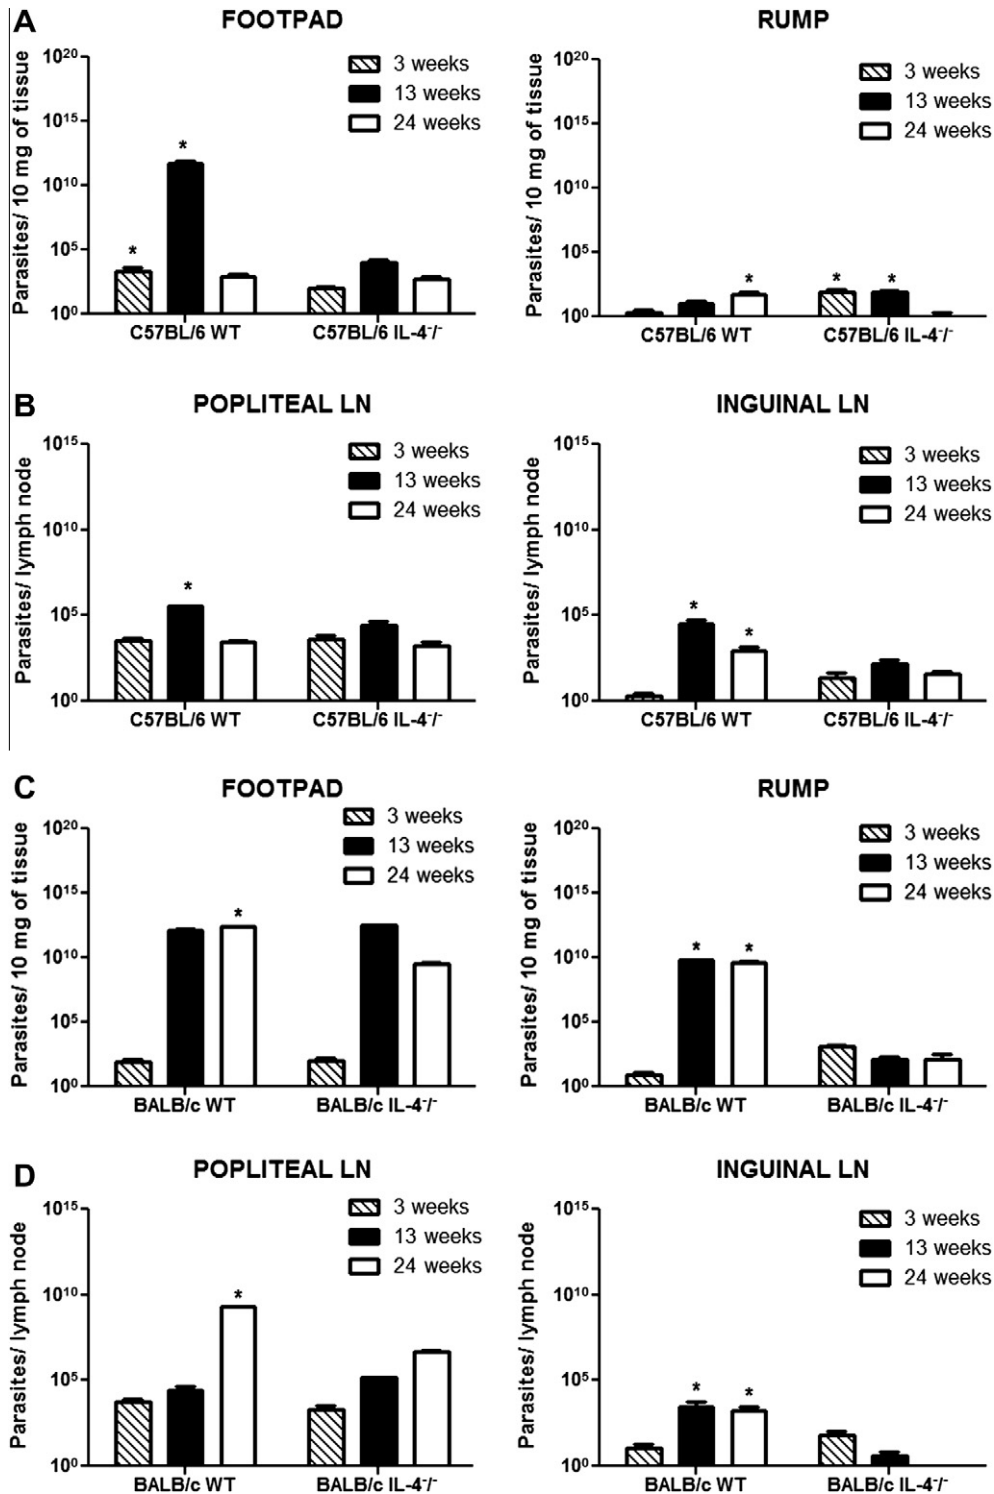 A
FOOTPAD
Parasites/ 10 mg of tissue
10²⁰
10¹⁵
10¹⁰
10⁵
10⁰
3 weeks
13 weeks
24 weeks
*
*
C57BL/6 WT
C57BL/6 IL-4⁻/⁻
RUMP
Parasites/ 10 mg of tissue
10²⁰
10¹⁵
10¹⁰
10⁵
10⁰
3 weeks
13 weeks
24 weeks
*
*
*
C57BL/6 WT
C57BL/6 IL-4⁻/⁻
B
POPLITEAL LN
Parasites/ lymph node
10¹⁵
10¹⁰
10⁵
10⁰
3 weeks
13 weeks
24 weeks
*
C57BL/6 WT
C57BL/6 IL-4⁻/⁻
INGUINAL LN
Parasites/ lymph node
10¹⁵
10¹⁰
10⁵
10⁰
3 weeks
13 weeks
24 weeks
*
*
C57BL/6 WT
C57BL/6 IL-4⁻/⁻
C
FOOTPAD
Parasites/ 10 mg of tissue
10²⁰
10¹⁵
10¹⁰
10⁵
10⁰
3 weeks
13 weeks
24 weeks
*
BALB/c WT
BALB/c IL-4⁻/⁻
RUMP
Parasites/ 10 mg of tissue
10²⁰
10¹⁵
10¹⁰
10⁵
10⁰
3 weeks
13 weeks
24 weeks
*
*
BALB/c WT
BALB/c IL-4⁻/⁻
D
POPLITEAL LN
Parasites/ lymph node
10¹⁵
10¹⁰
10⁵
10⁰
3 weeks
13 weeks
24 weeks
*
BALB/c WT
BALB/c IL-4⁻/⁻
INGUINAL LN
Parasites/ lymph node
10¹⁵
10¹⁰
10⁵
10⁰
3 weeks
13 weeks
24 weeks
*
*
BALB/c WT
BALB/c IL-4⁻/⁻